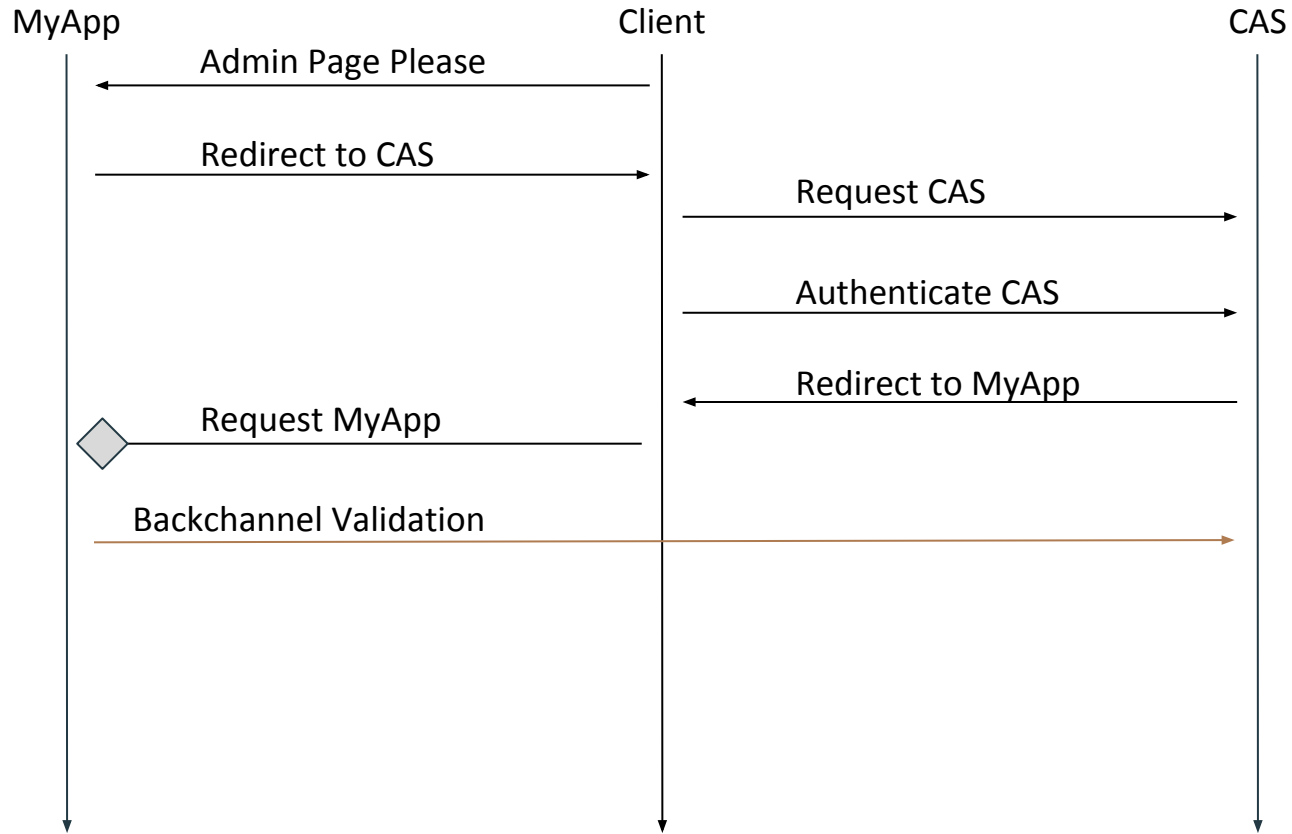 MyApp
Client
CAS
Admin Page Please
Redirect to CAS
Request CAS
Authenticate CAS
Redirect to MyApp
Request MyApp
Backchannel Validation